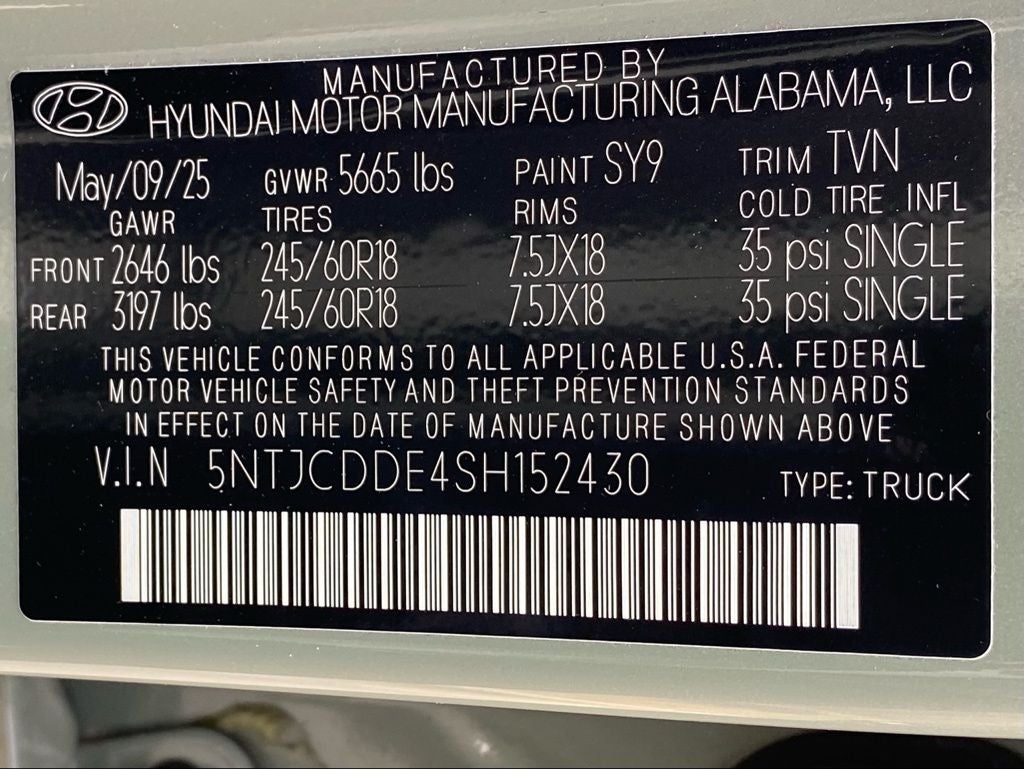 MANUFACTURED BY
HYUNDAI MOTOR MANUFACTURING ALABAMA, LLC
May/09/25 GVWR 5665 lbs PAINT SY9 TRIM TVN
GAWR TIRES RIMS COLD TIRE INFL
FRONT 2646 lbs 245/60R18 7.5JX18 35 psi SINGLE
REAR 3197 lbs 245/60R18 7.5JX18 35 psi SINGLE
THIS VEHICLE CONFORMS TO ALL APPLICABLE U.S.A. FEDERAL
MOTOR VEHICLE SAFETY AND THEFT PREVENTION STANDARDS
IN EFFECT ON THE DATE OF MANUFACTURE SHOWN ABOVE
V.I.N 5NTJCDDE4SH152430 TYPE: TRUCK